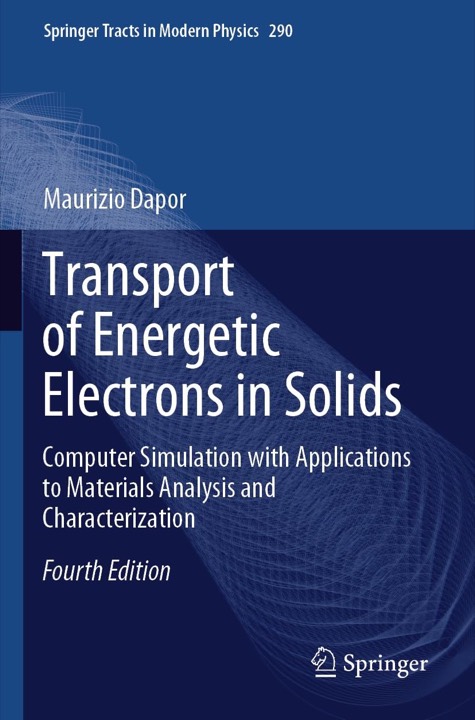 Springer Tracts in Modern Physics 290
Maurizio Dapor
Transport
of Energetic
Electrons in Solids
Computer Simulation with Applications
to Materials Analysis and
Characterization
Fourth Edition
Springer